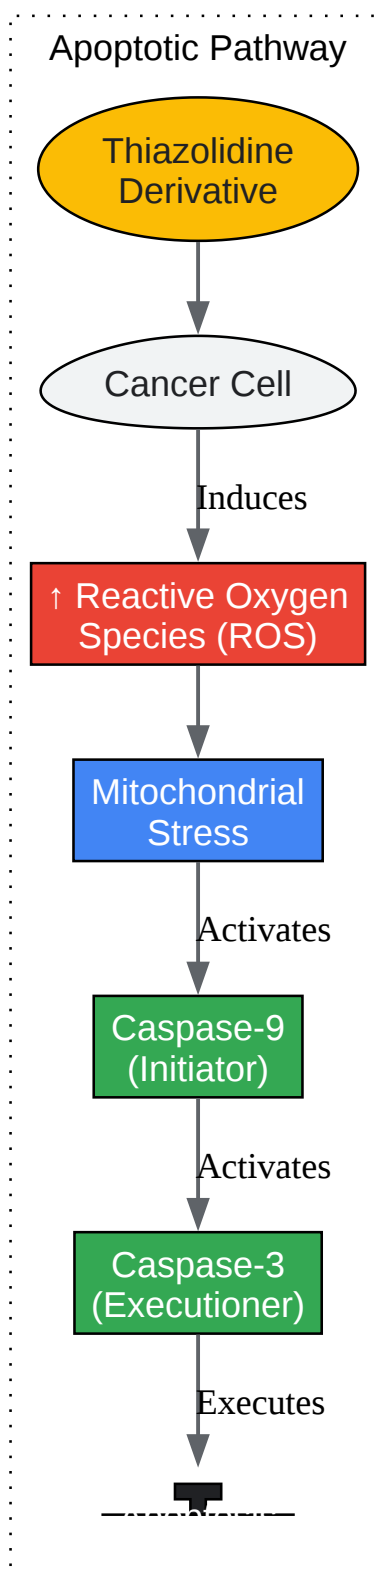 Apoptotic Pathway
Thiazolidine
Derivative
Cancer Cell
Induces
↑ Reactive Oxygen
Species (ROS)
Mitochondrial
Stress
Activates
Caspase-9
(Initiator)
Activates
Caspase-3
(Executioner)
Executes